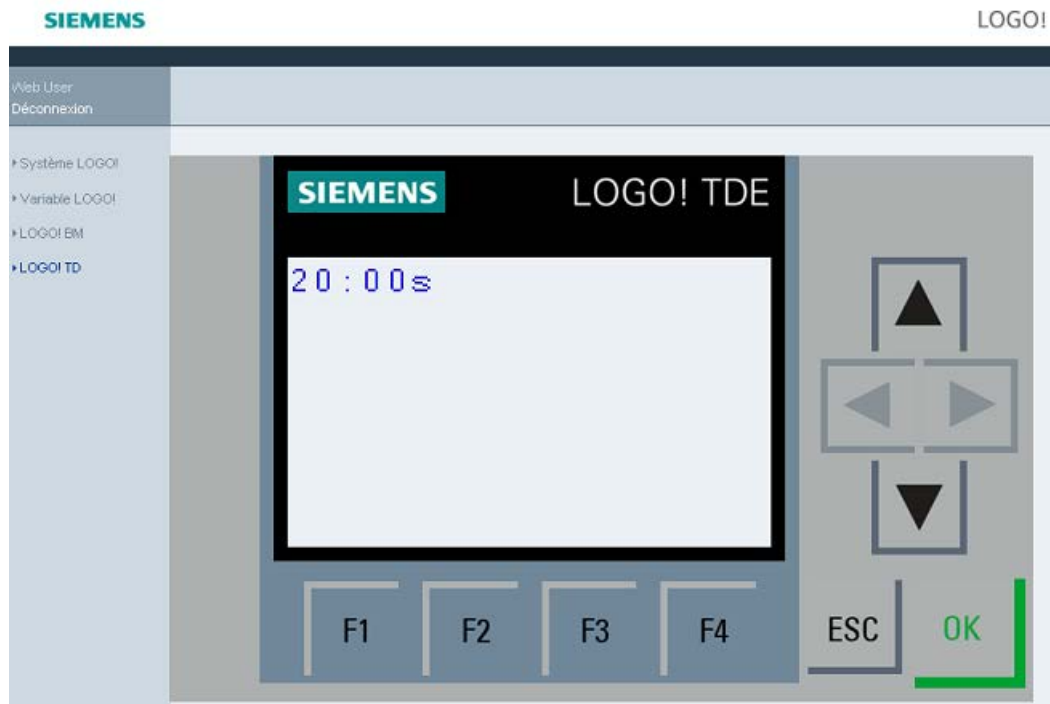 SIEMENS
LOGO!
Web User
Déconnexion
Système LOGO!
Variable LOGO!
LOGO! BM
LOGO! TD
SIEMENS
LOGO! TDE
20:00s
F1
F2
F3
F4
ESC
OK